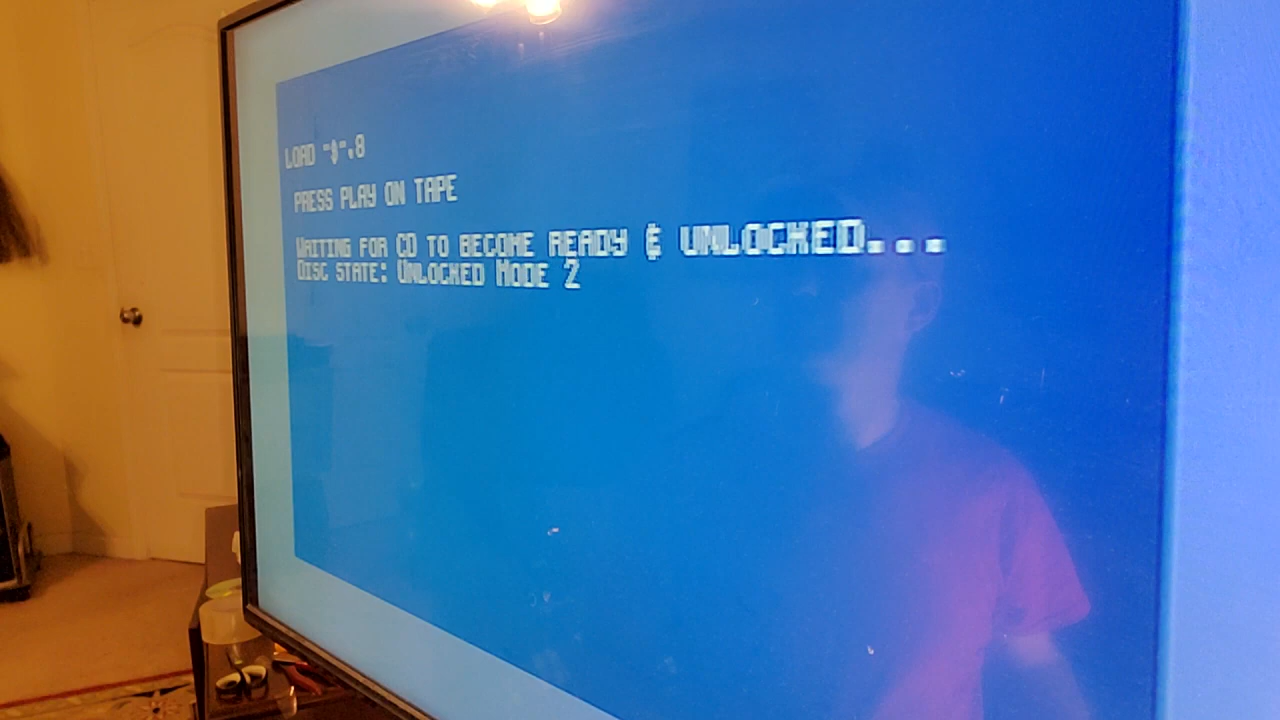 LOAD "$",8
PRESS PLAY ON TAPE
WAITING FOR CD TO BECOME READY & UNLOCKED...
DISC STATE: UNLOCKED MODE 2